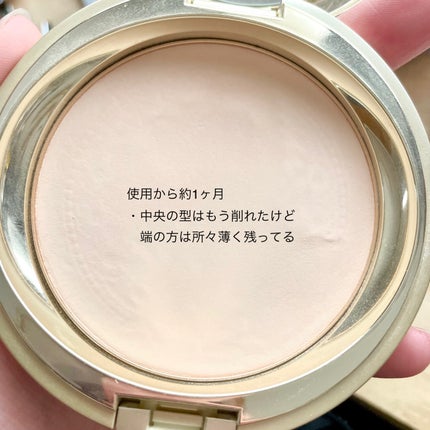 使用から約1ヶ月
・中央の型はもう削れたけど
端の方は所々薄く残ってる